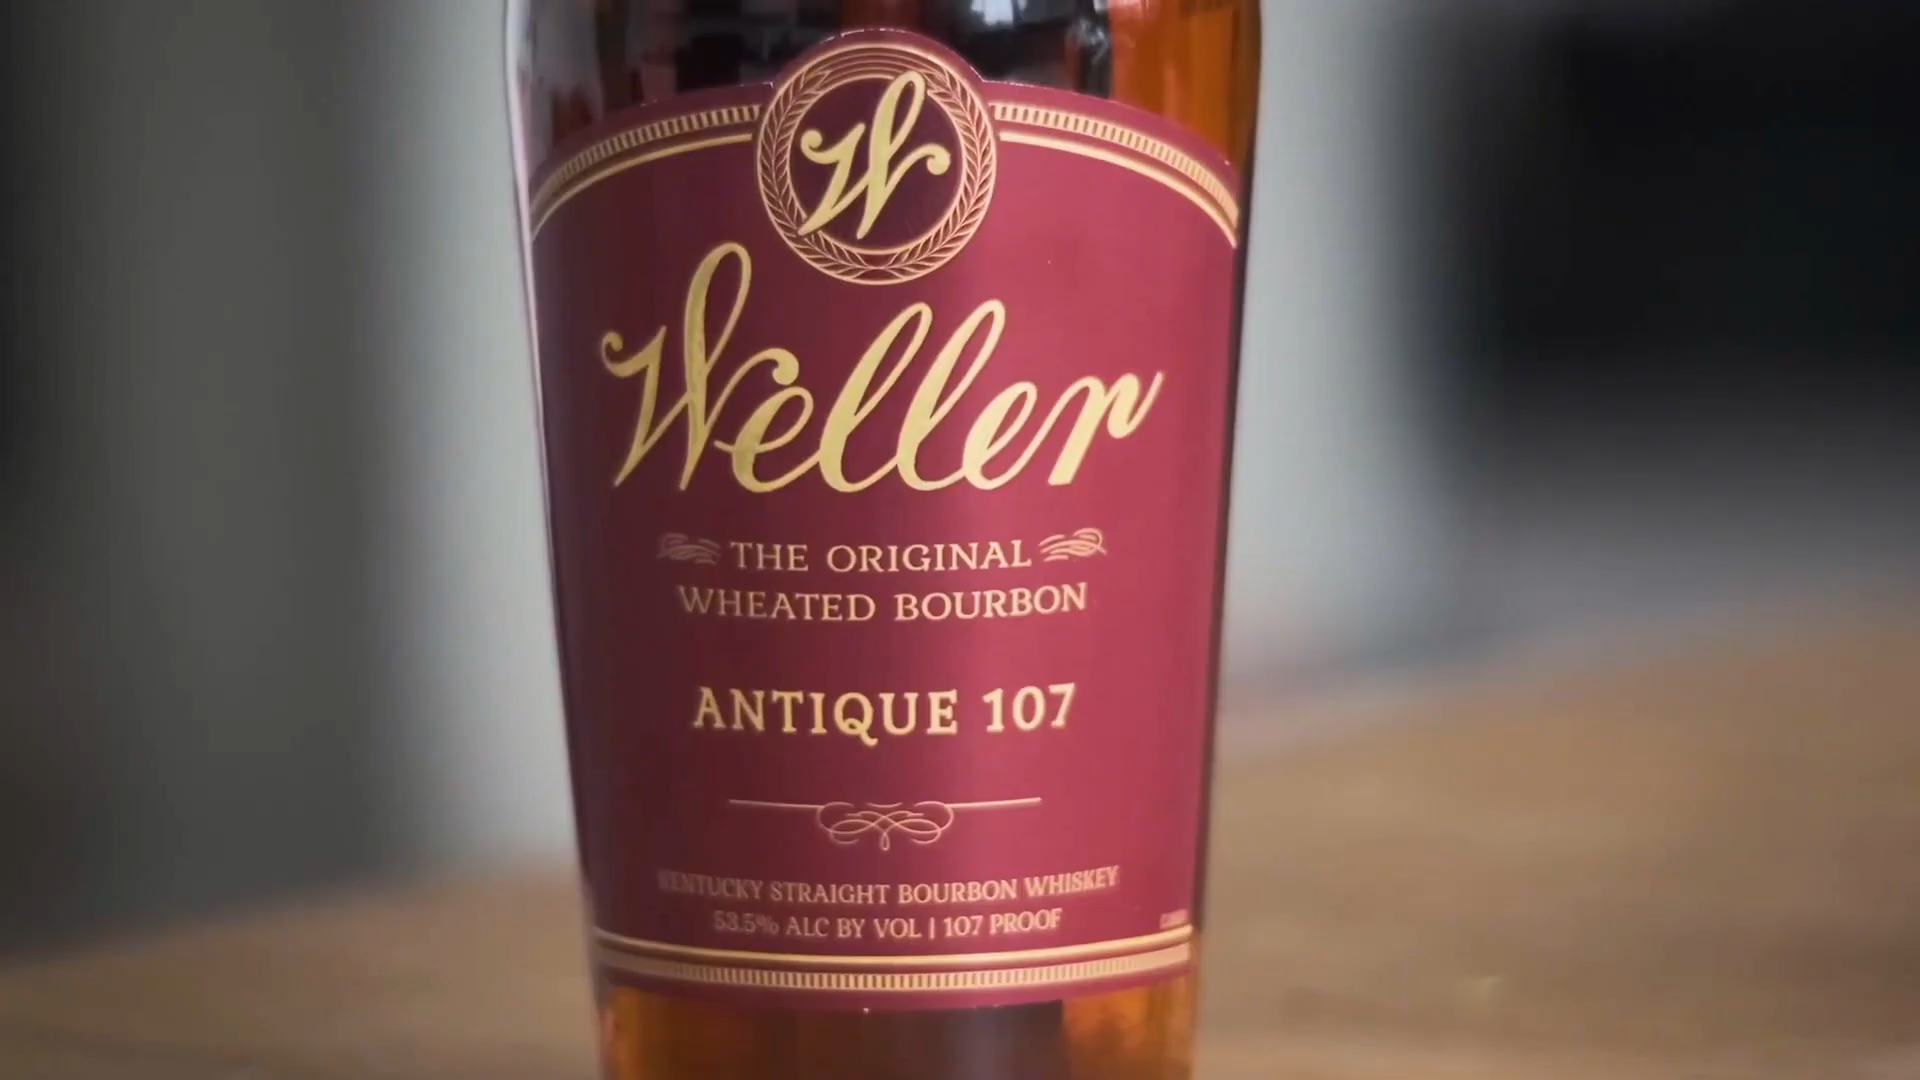 W
Weller
THE ORIGINAL
WHEATED BOURBON
ANTIQUE 107
KENTUCKY STRAIGHT BOURBON WHISKEY
53.5% ALC BY VOL | 107 PROOF